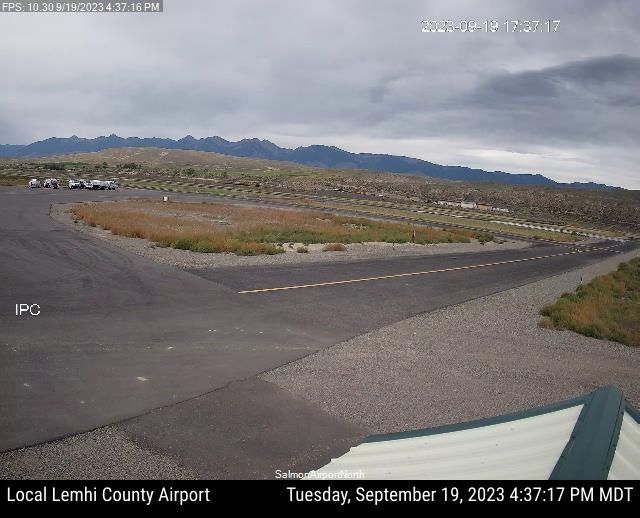 FPS: 10.30 9/19/2023 4:37:16 PM
2023-09-19 17:37:17
IPC
SalmonAirportNorth
Local Lemhi County Airport Tuesday, September 19, 2023 4:37:17 PM MDT